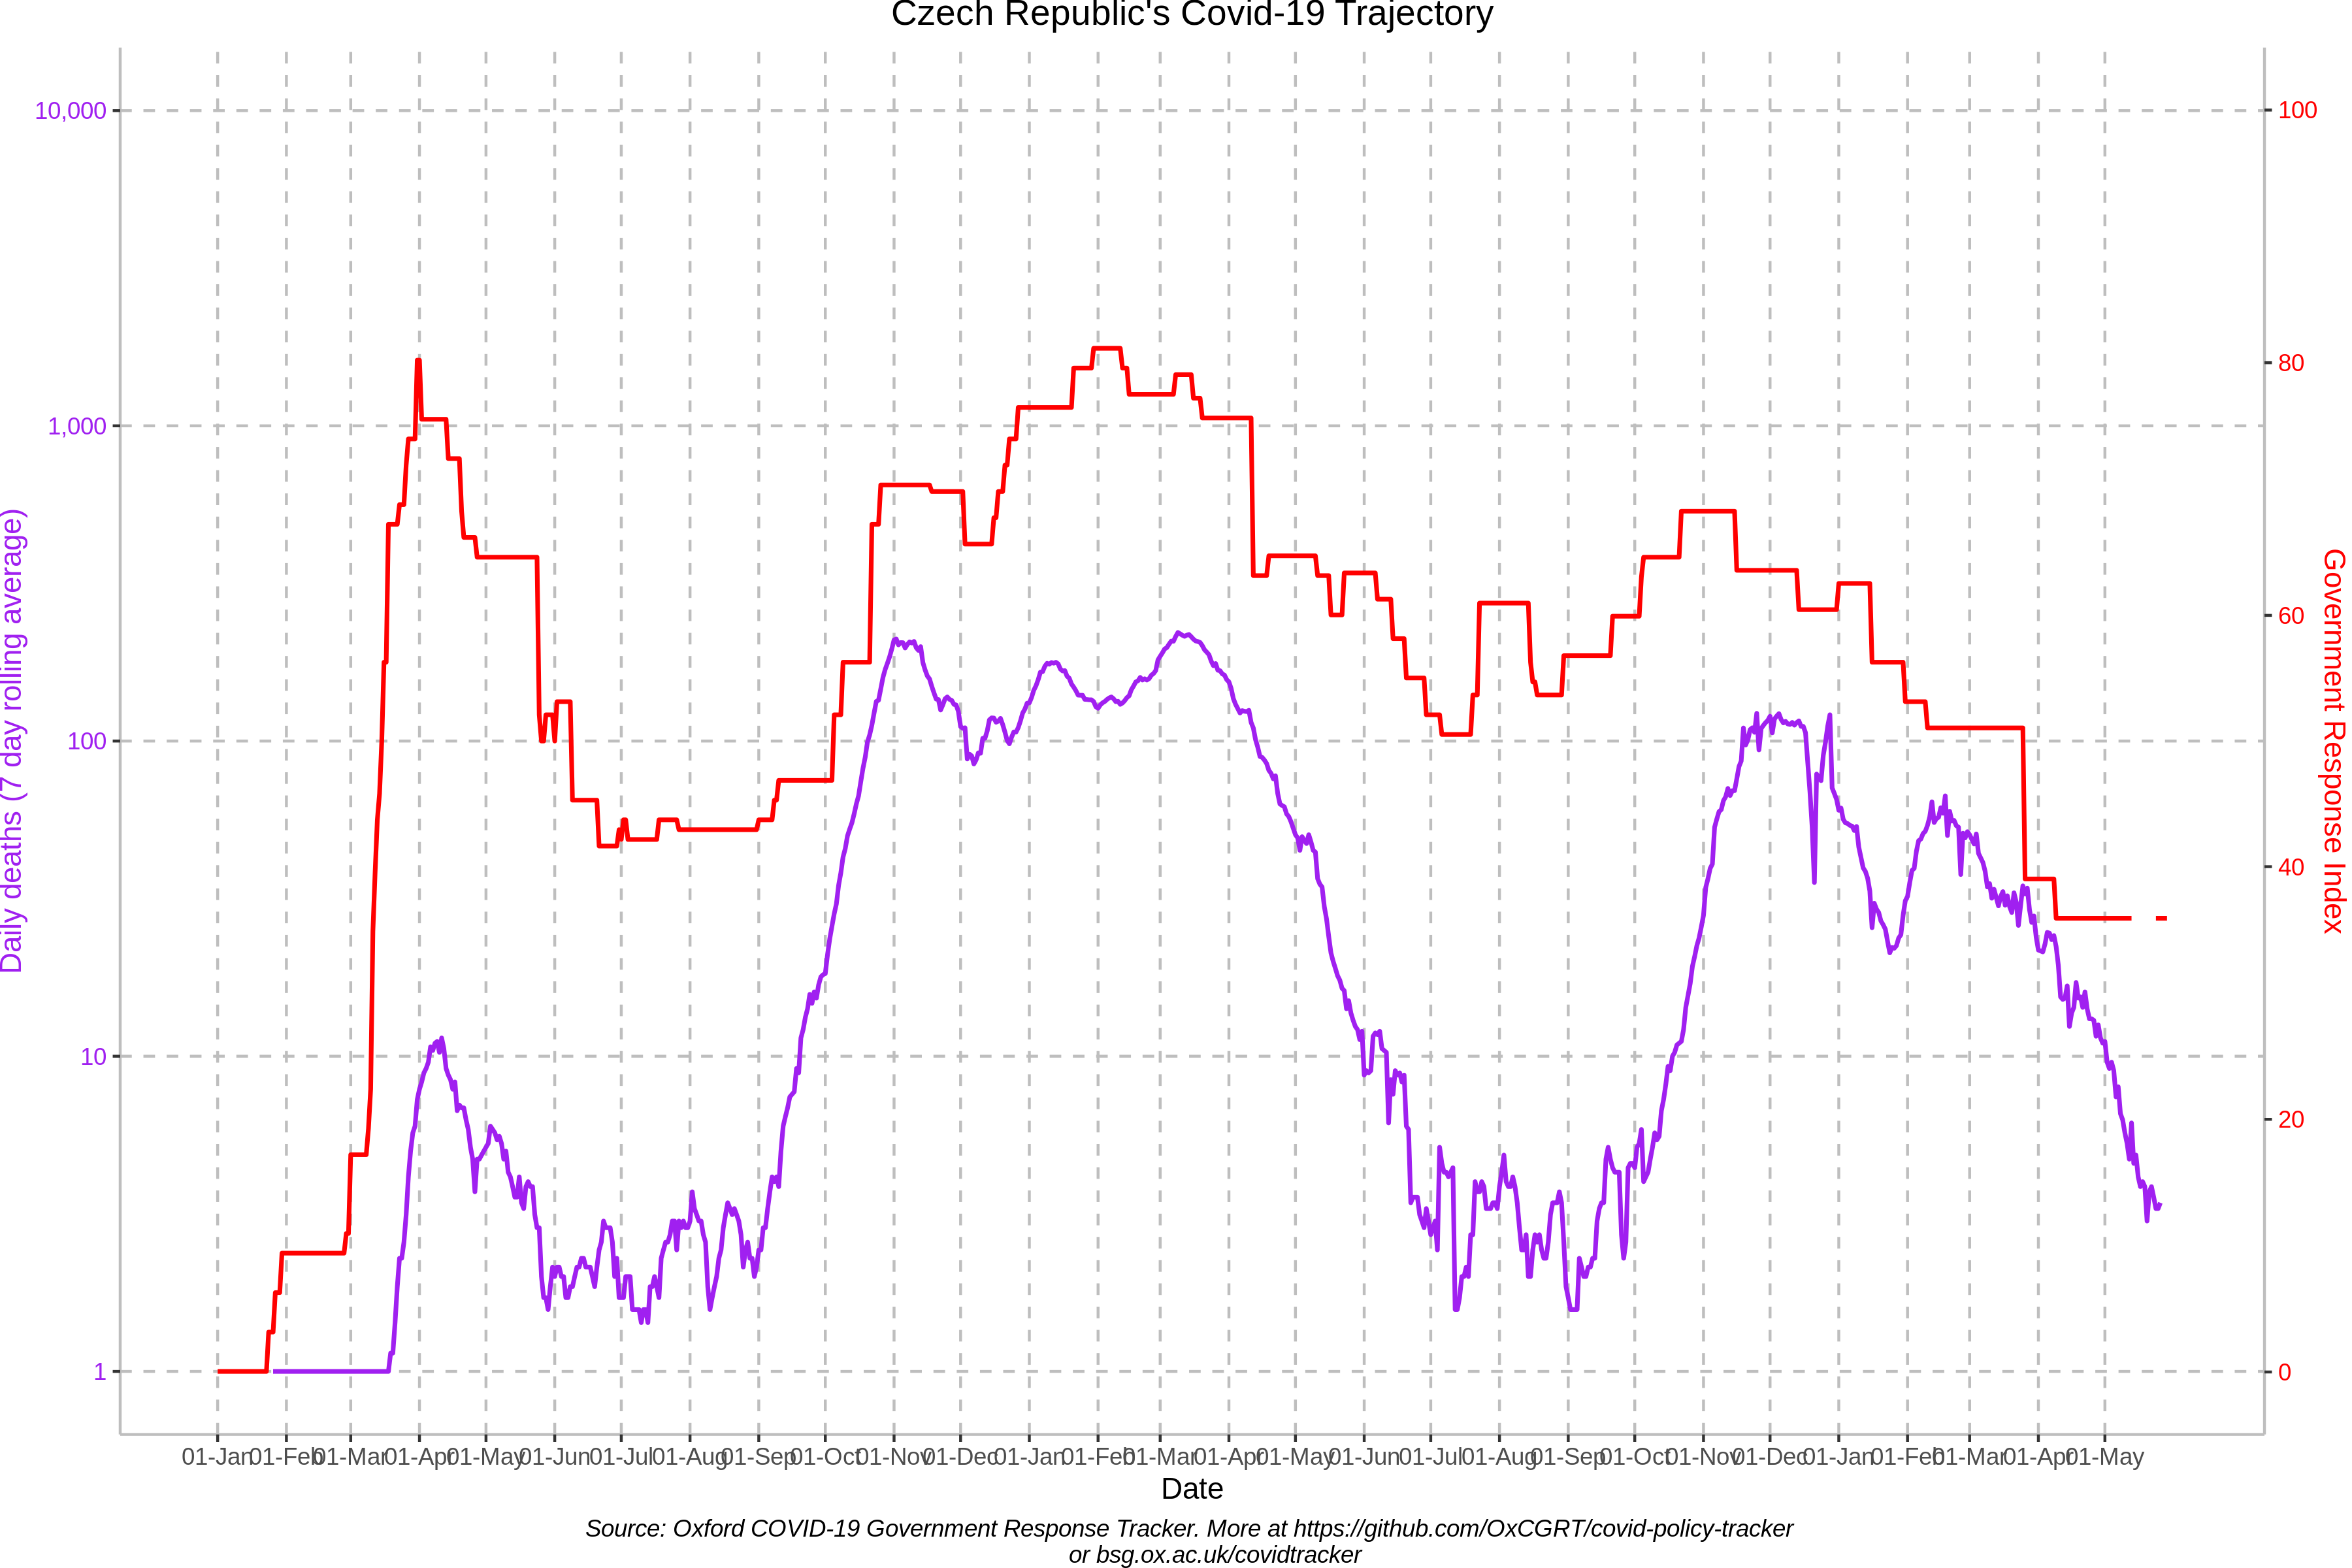 Czech Republic's Covid-19 Trajectory
10,000
1,000
100
10
1
Daily deaths (7 day rolling average)
100
80
60
40
20
0
Government Response Index
01-Jan 01-Feb 01-Mar 01-Apr 01-May 01-Jun 01-Jul 01-Aug 01-Sep 01-Oct 01-Nov 01-Dec 01-Jan 01-Feb 01-Mar 01-Apr 01-May 01-Jun 01-Jul 01-Aug 01-Sep 01-Oct 01-Nov 01-Dec 01-Jan 01-Feb 01-Mar 01-Apr 01-May
Date
Source: Oxford COVID-19 Government Response Tracker. More at https://github.com/OxCGRT/covid-policy-tracker
or bsg.ox.ac.uk/covidtracker